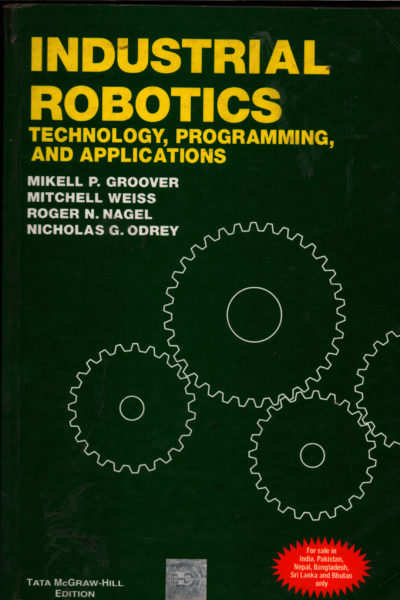 INDUSTRIAL
ROBOTICS
TECHNOLOGY, PROGRAMMING,
AND APPLICATIONS
MIKELL P. GROOVER
MITCHELL WEISS
ROGER N. NAGEL
NICHOLAS G. ODREY
For sale in
India, Pakistan,
Nepal, Bangladesh,
Sri Lanka and Bhutan
only
TATA McGRAW-HILL
EDITION